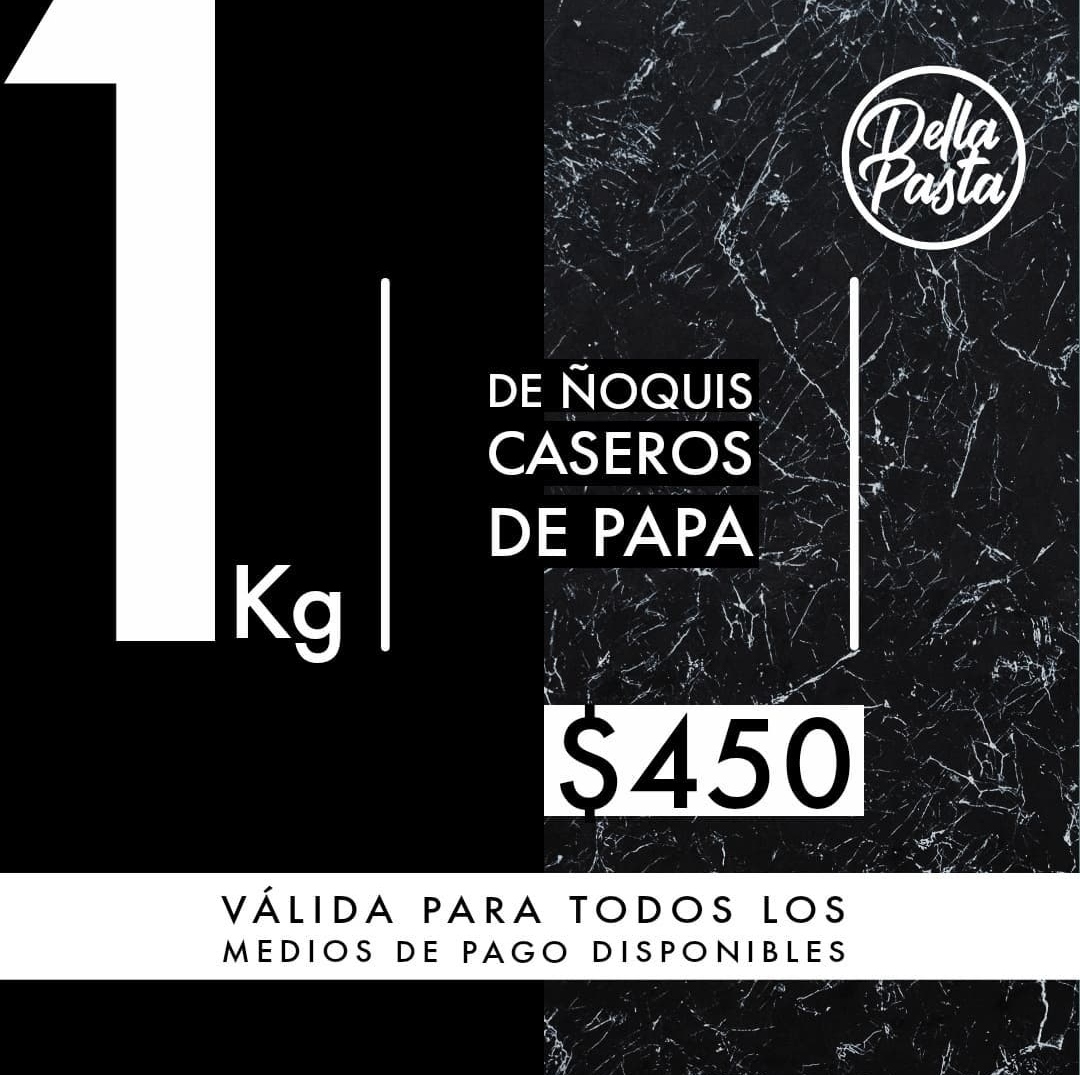 1
Kg
Della
Pasta
DE ÑOQUIS
CASEROS
DE PAPA
$450
VÁLIDA PARA TODOS LOS
MEDIOS DE PAGO DISPONIBLES